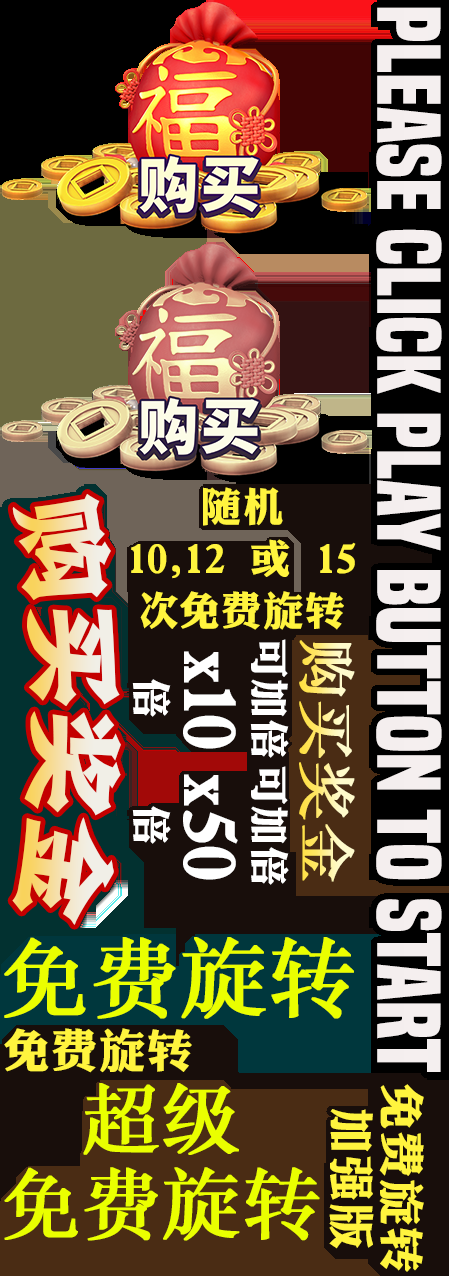 福
购买
福
购买
随机
10,12 或 15
次免费旋转
购买奖金
购买奖金
可加倍
x10
倍
可加倍
x50
倍
免费旋转
免费旋转
超级
免费旋转
免费旋转
加强版
PLEASE CLICK PLAY BUTTON TO START